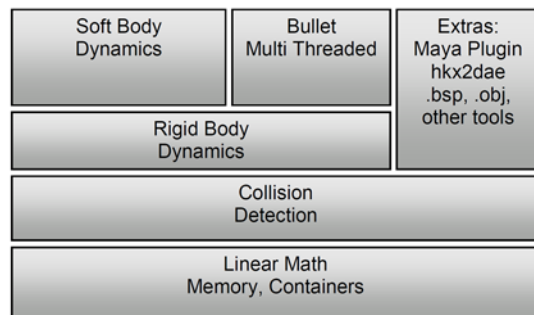 Soft Body
Dynamics
Bullet
Multi Threaded
Extras:
Maya Plugin
hkx2dae
.bsp, .obj,
other tools
Rigid Body
Dynamics
Collision
Detection
Linear Math
Memory, Containers